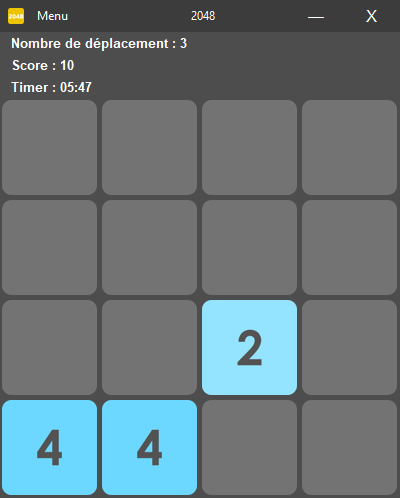 2048 Menu 2048 — X
Nombre de déplacement : 3
Score : 10
Timer : 05:47
2
4 4